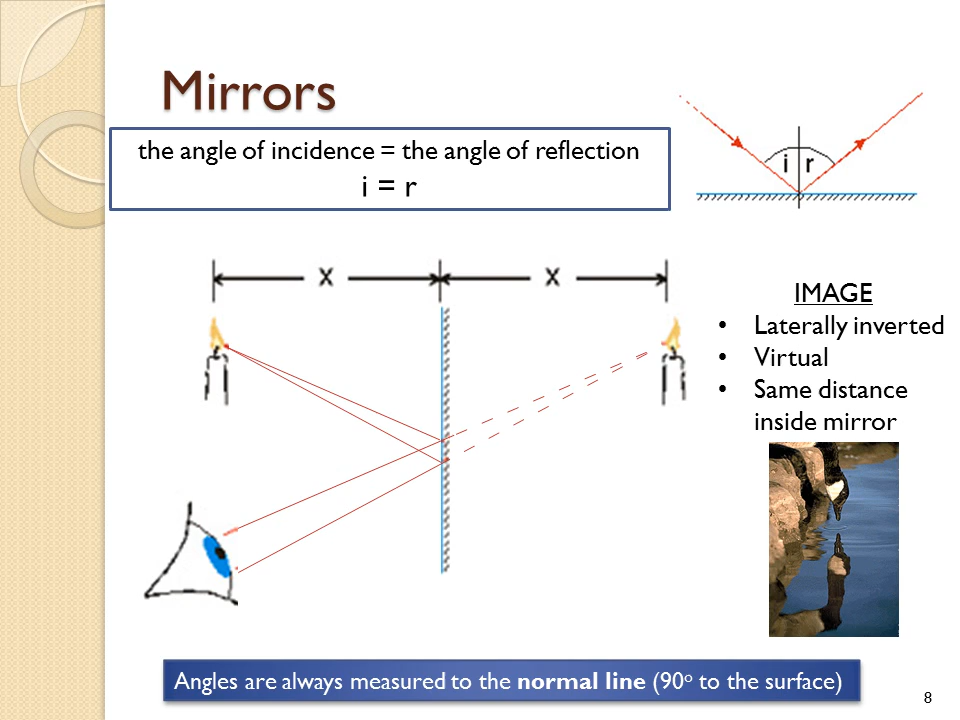 Mirrors
the angle of incidence = the angle of reflection
i = r
i r
x x
IMAGE
• Laterally inverted
• Virtual
• Same distance
inside mirror
Angles are always measured to the normal line (90° to the surface)
8